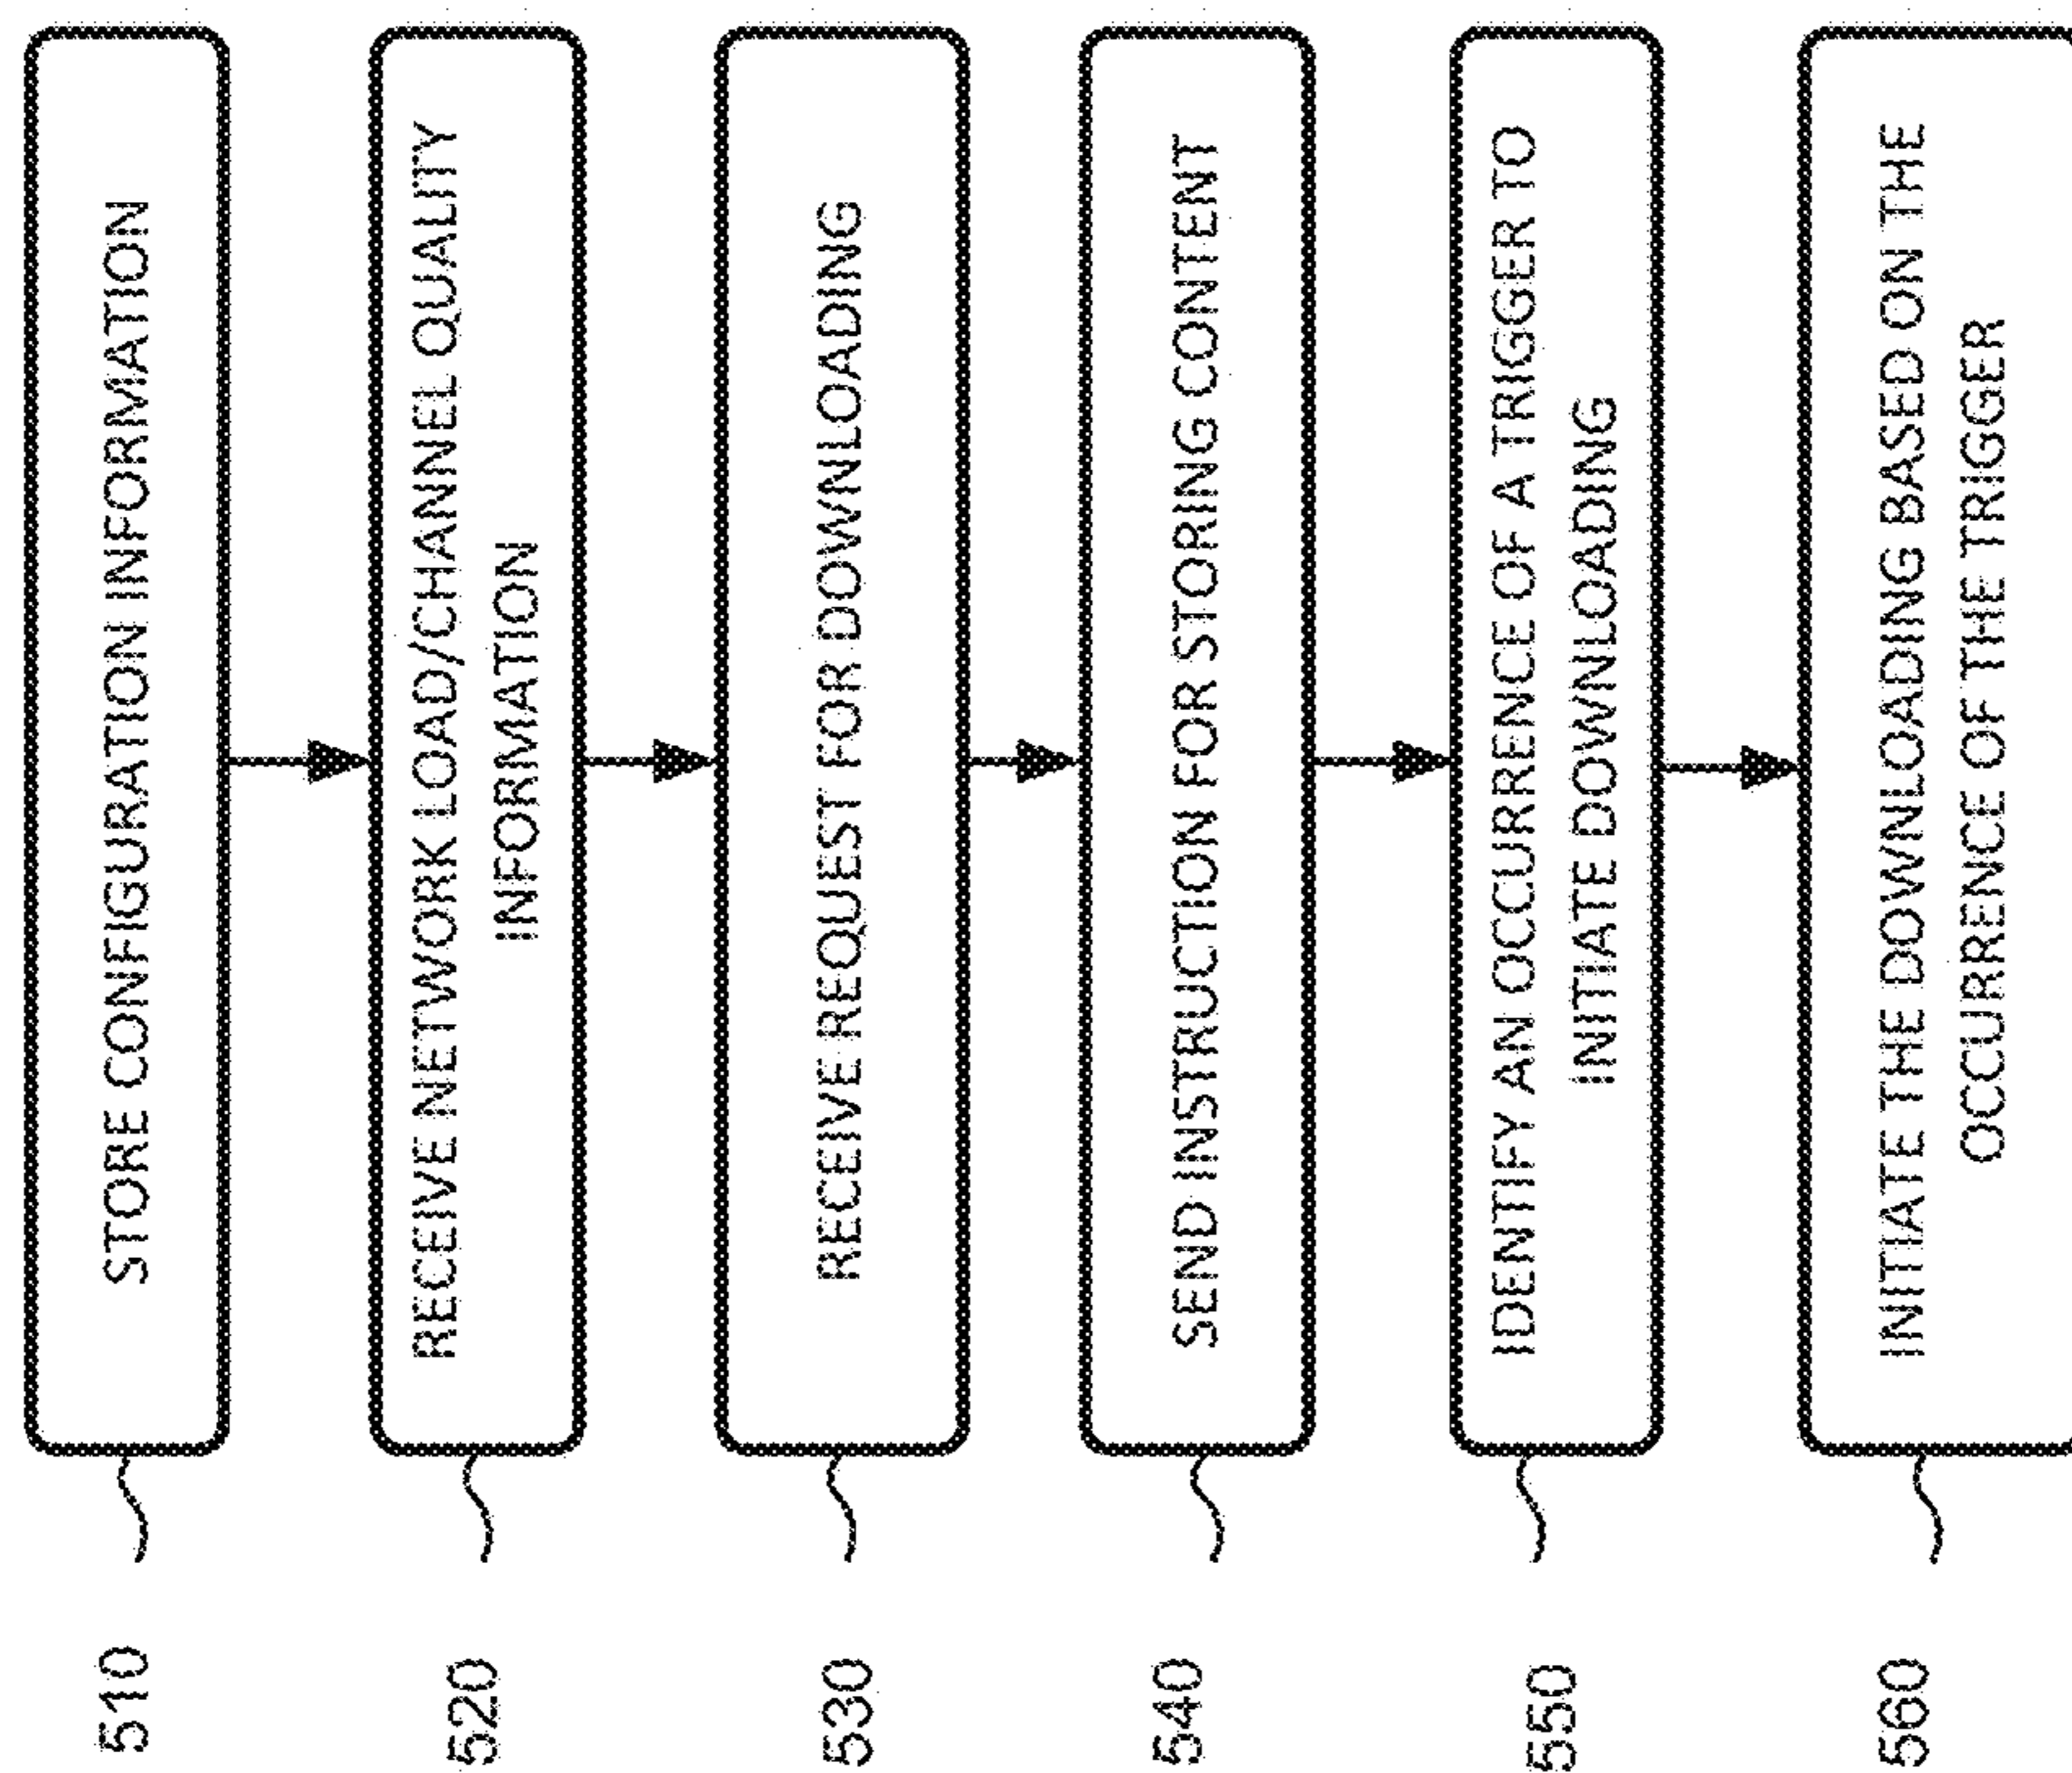 510
STORE CONFIGURATION INFORMATION
520
RECEIVE NETWORK LOAD/CHANNEL QUALITY
INFORMATION
530
RECEIVE REQUEST FOR DOWNLOADING
540
SEND INSTRUCTION FOR STORING CONTENT
550
IDENTIFY AN OCCURRENCE OF A TRIGGER TO
INITIATE DOWNLOADING
560
INITIATE THE DOWNLOADING BASED ON THE
OCCURRENCE OF THE TRIGGER